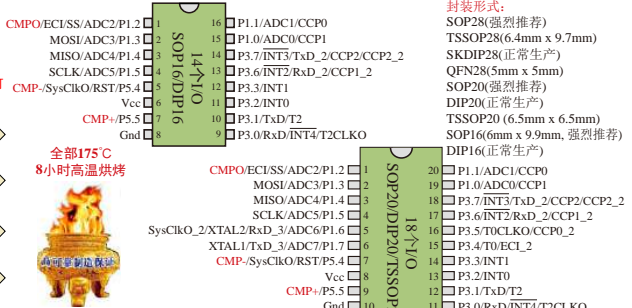 CMPO/ECI/SS/ADC2/P1.2 1
MOSI/ADC3/P1.3 2
MISO/ADC4/P1.4 3
SCLK/ADC5/P1.5 4
CMP-/SysClkO/RST/P5.4 5
Vcc 6
CMP+/P5.5 7
Gnd 8
SOP16/DIP16
14个I/O
16 P1.1/ADC1/CCP0
15 P1.0/ADC0/CCP1
14 P3.7/INT3/TxD_2/CCP2/CCP2_2
13 P3.6/INT2/RxD_2/CCP1_2
12 P3.3/INT1
11 P3.2/INT0
10 P3.1/TxD/T2
9 P3.0/RxD/INT4/T2CLKO
封装形式:
SOP28(强烈推荐)
TSSOP28(6.4mm x 9.7mm)
SKDIP28(正常生产)
QFN28(5mm x 5mm)
SOP20(强烈推荐)
DIP20(正常生产)
TSSOP20 (6.5mm x 6.5mm)
SOP16(6mm x 9.9mm, 强烈推荐)
DIP16(正常生产)
全部175℃
8小时高温烘烤
高可靠制造保证
CMPO/ECI/SS/ADC2/P1.2 1
MOSI/ADC3/P1.3 2
MISO/ADC4/P1.4 3
SCLK/ADC5/P1.5 4
SysClkO_2/XTAL2/RxD_3/ADC6/P1.6 5
XTAL1/TxD_3/ADC7/P1.7 6
CMP-/SysClkO/RST/P5.4 7
Vcc 8
CMP+/P5.5 9
Gnd 10
SOP20/DIP20/TSSOP
18个I/O
20 P1.1/ADC1/CCP0
19 P1.0/ADC0/CCP1
18 P3.7/INT3/TxD_2/CCP2/CCP2_2
17 P3.6/INT2/RxD_2/CCP1_2
16 P3.5/T0CLKO/CCP0_2
15 P3.4/T0/ECI_2
14 P3.3/INT1
13 P3.2/INT0
12 P3.1/TxD/T2
11 P3.0/RxD/INT4/T2CLKO